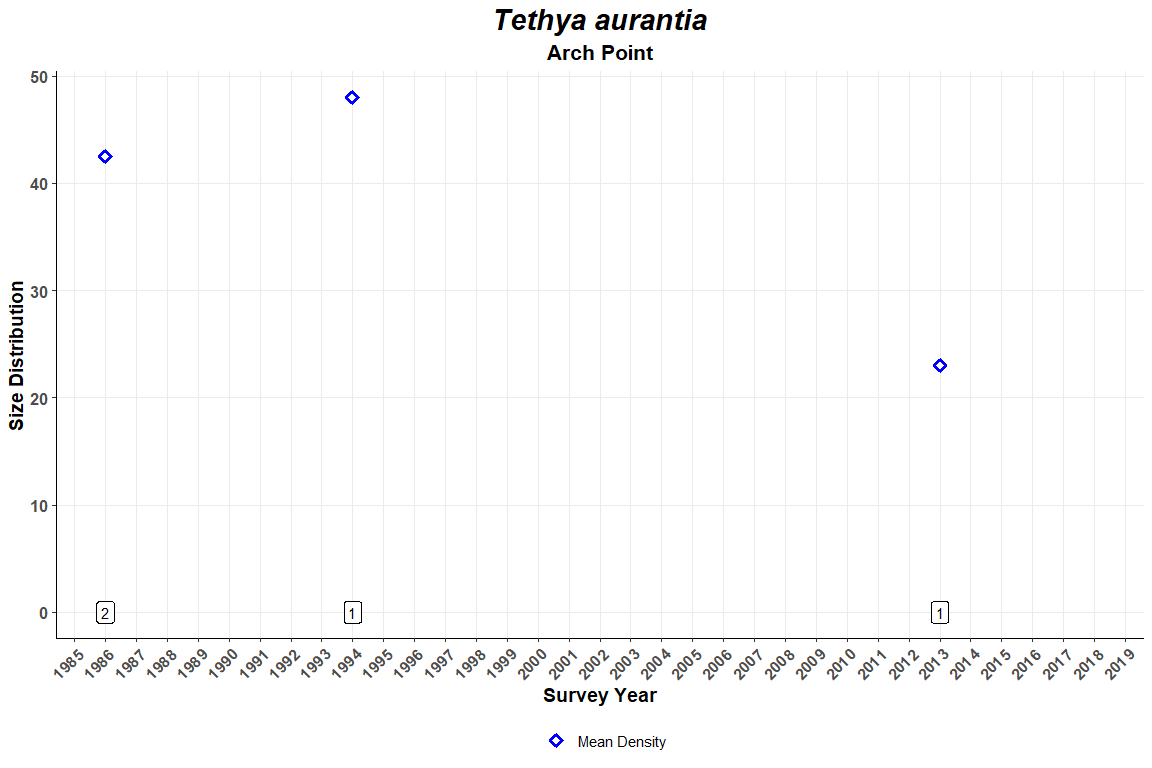 Tethya aurantia
Arch Point
Size Distribution
50
40
30
20
10
0
2
1
1
1985 1986 1987 1988 1989 1990 1991 1992 1993 1994 1995 1996 1997 1998 1999 2000 2001 2002 2003 2004 2005 2006 2007 2008 2009 2010 2011 2012 2013 2014 2015 2016 2017 2018 2019
Survey Year
Mean Density